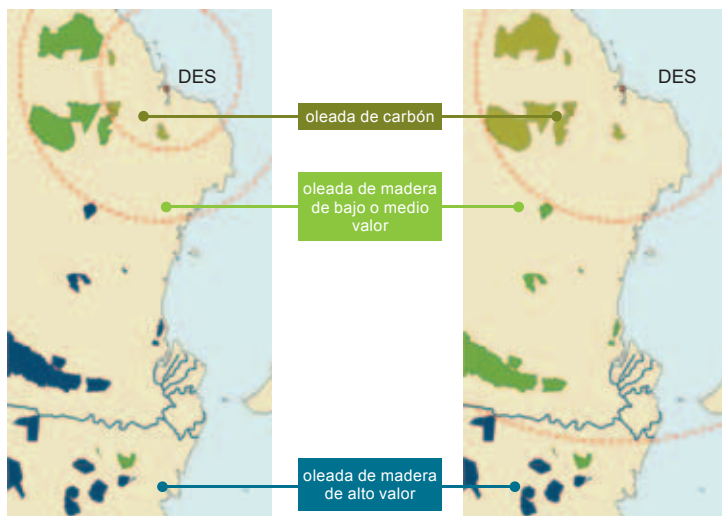 DES
DES
oleada de carbón
oleada de madera
de bajo o medio
valor
oleada de madera
de alto valor